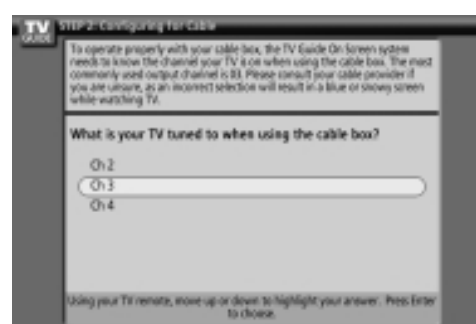 TV
GUIDE
STEP 2: Configuring for Cable
To operate properly with your cable box, the TV Guide On Screen system
needs to know the channel your TV is on when using the cable box. The most
commonly used output channel is 03. Please consult your cable provider if
you are unsure, as an incorrect selection will result in a blue or snowy screen
while watching TV.
What is your TV tuned to when using the cable box?
Ch 2
Ch 3
Ch 4
Using your TV remote, move up or down to highlight your answer. Press Enter
to choose.